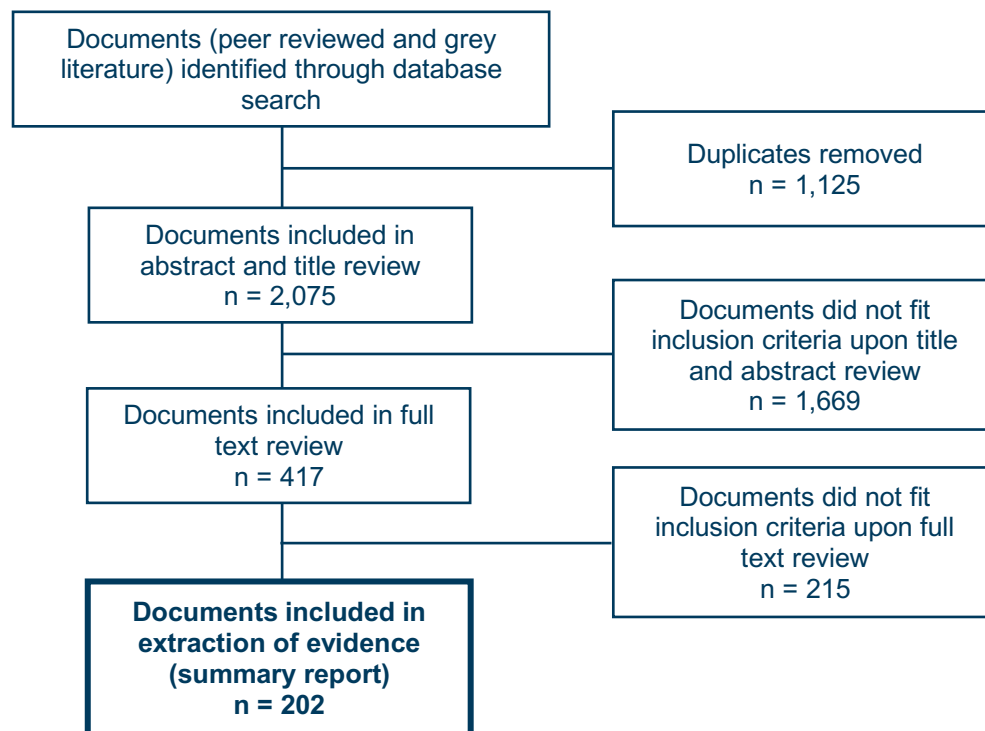 Documents (peer reviewed and grey
literature) identified through database
search
Duplicates removed
n = 1,125
Documents included in
abstract and title review
n = 2,075
Documents did not fit
inclusion criteria upon title
and abstract review
n = 1,669
Documents included in full
text review
n = 417
Documents did not fit
inclusion criteria upon full
text review
n = 215
Documents included in
extraction of evidence
(summary report)
n = 202